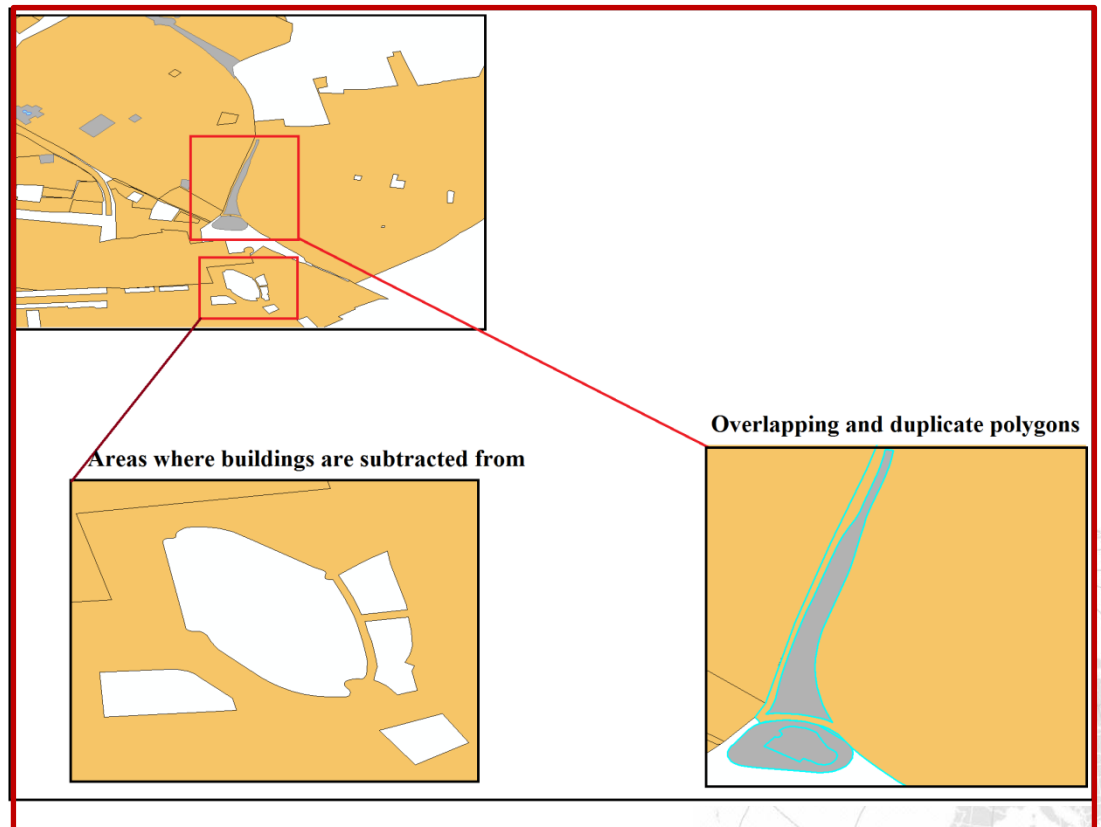 Overlapping and duplicate polygons
Areas where buildings are subtracted from